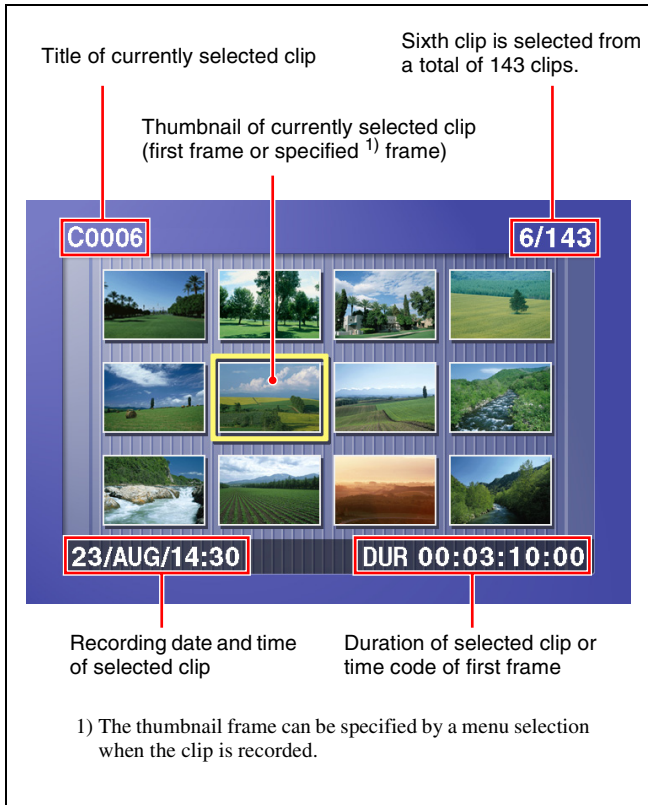 Title of currently selected clip
Sixth clip is selected from
a total of 143 clips.
Thumbnail of currently selected clip
(first frame or specified 1) frame)
C0006
6/143
23/AUG/14:30
DUR 00:03:10:00
Recording date and time
of selected clip
Duration of selected clip or
time code of first frame
1) The thumbnail frame can be specified by a menu selection
when the clip is recorded.